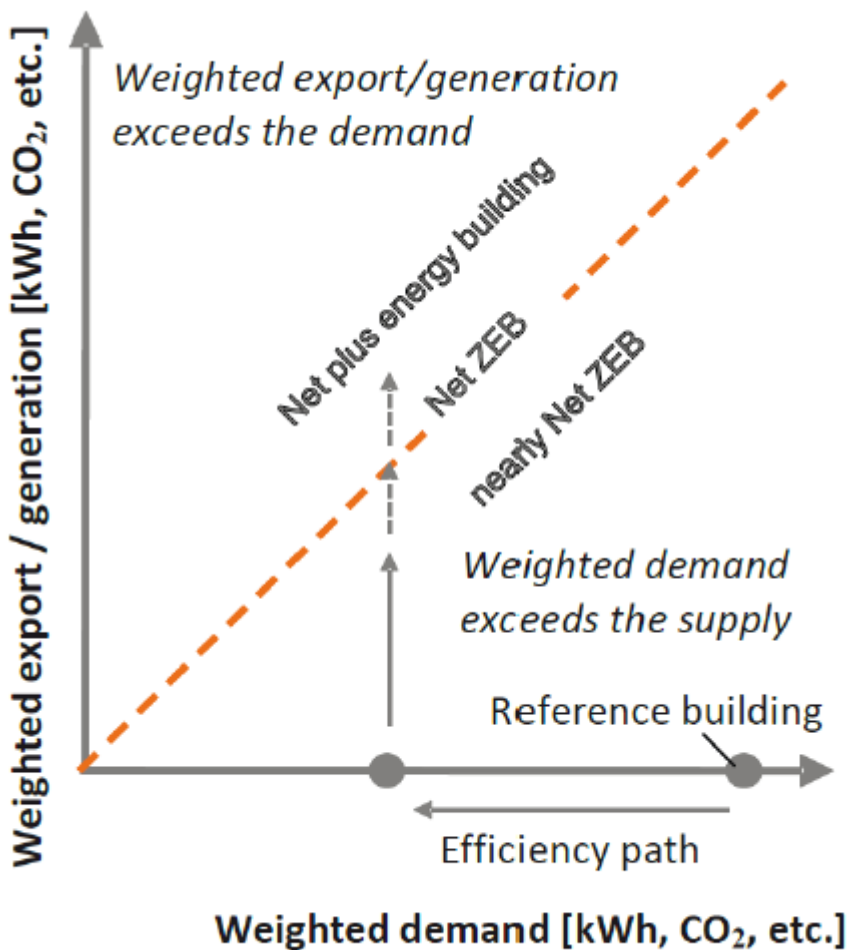 Weighted export / generation [kWh, CO₂, etc.]
Weighted export/generation
exceeds the demand
Net plus energy building
Net ZEB
nearly Net ZEB
Weighted demand
exceeds the supply
Reference building
Efficiency path
Weighted demand [kWh, CO₂, etc.]